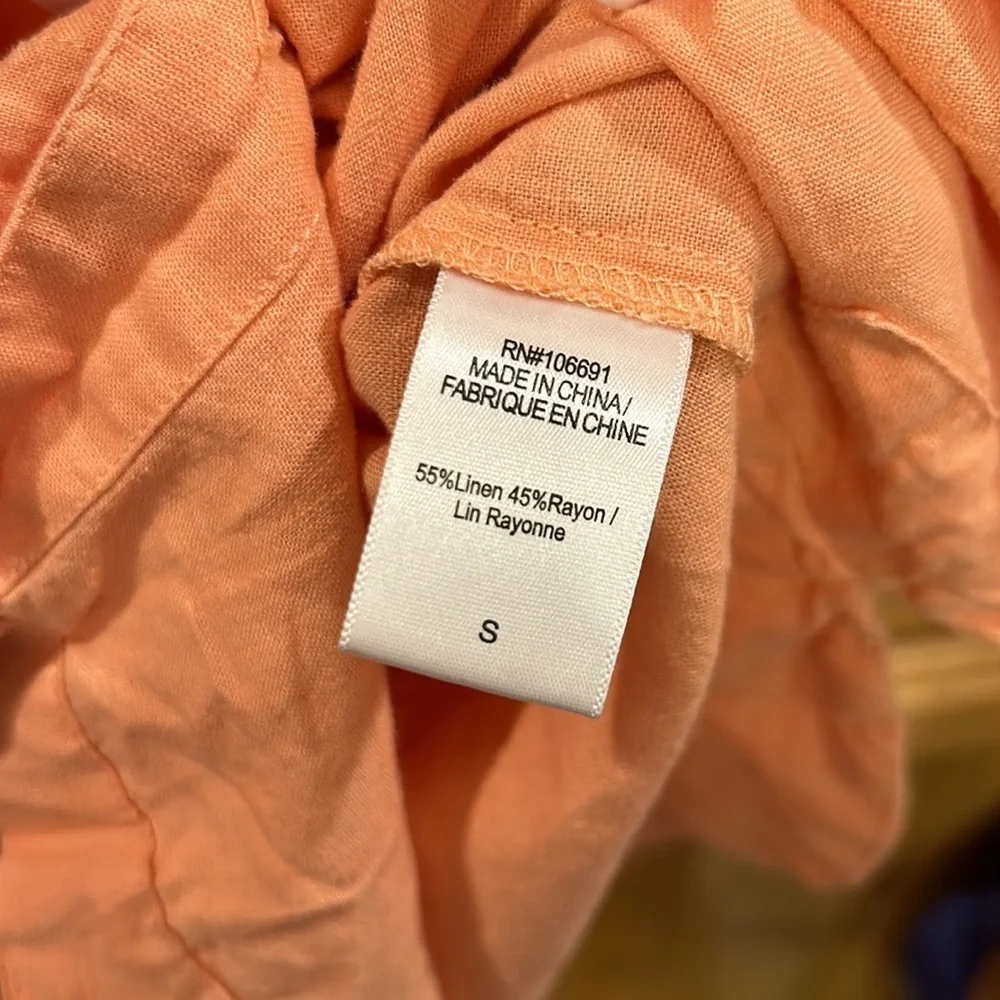 RN#106691
MADE IN CHINA/
FABRIQUE EN CHINE
55%Linen 45%Rayon /
Lin Rayonne
S